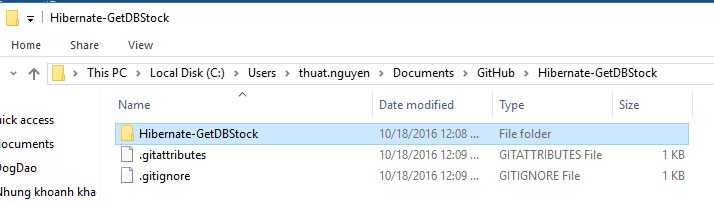 Hibernate-GetDBStock
Home Share View
This PC Local Disk (C:) Users thuat.nguyen Documents GitHub Hibernate-GetDBStock
uick access
ocuments
DogDao
Nhung khoanh kha
Name Date modified Type Size
Hibernate-GetDBStock 10/18/2016 12:08 ... File folder
.gitattributes 10/18/2016 12:09 ... GITATTRIBUTES File 1 KB
.gitignore 10/18/2016 12:09 ... GITIGNORE File 1 KB